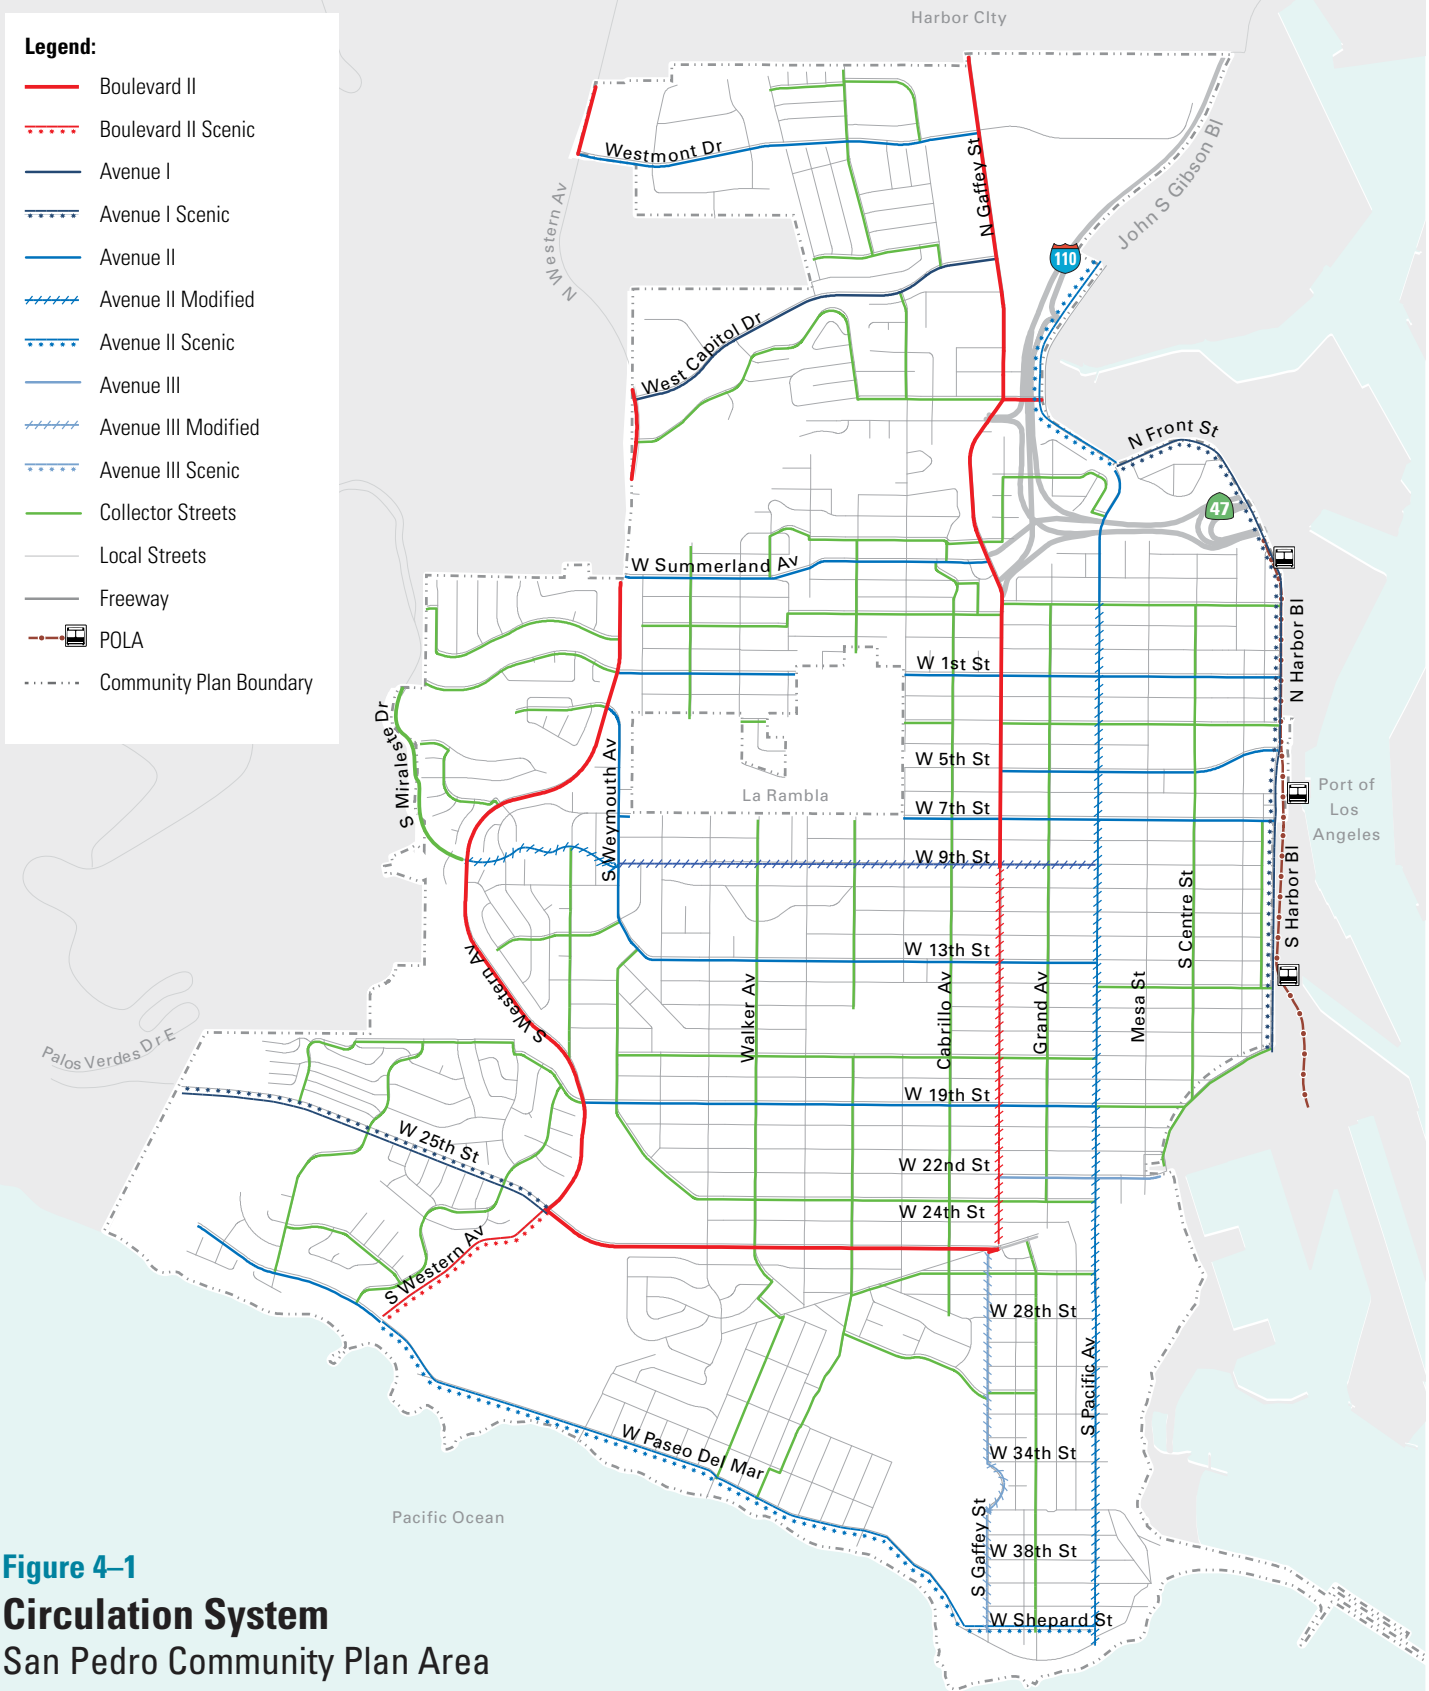 Harbor CIty
Legend:
Boulevard II
Boulevard II Scenic
Avenue I
Avenue I Scenic
Avenue II
Avenue II Modified
Avenue II Scenic
Avenue III
Avenue III Modified
Avenue III Scenic
Collector Streets
Local Streets
Freeway
POLA
Community Plan Boundary
Westmont Dr
N Gaffey St
John S Gibson Bl
N Western Av
110
West Capitol Dr
N Front St
47
W Summerland Av
W 1st St
N Harbor Bl
S Miraleste Dr
S Weymouth Av
W 5th St
La Rambla
W 7th St
Port of
Los
Angeles
W 9th St
S Centre St
S Harbor Bl
S Western Av
W 13th St
Walker Av
Cabrillo Av
Grand Av
Mesa St
Palos Verdes Dr E
W 19th St
W 25th St
W 22nd St
W 24th St
S Western Av
W 28th St
S Pacific Av
W Paseo Del Mar
W 34th St
Pacific Ocean
S Gaffey St
W 38th St
W Shepard St
Figure 4–1
Circulation System
San Pedro Community Plan Area